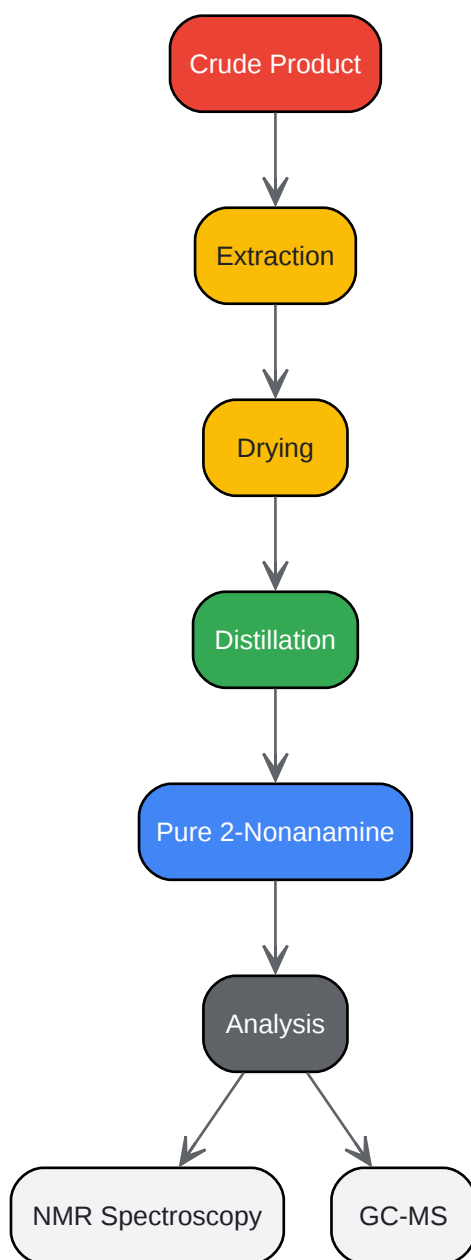 Crude Product
Extraction
Drying
Distillation
Pure 2-Nonanamine
Analysis
NMR Spectroscopy
GC-MS